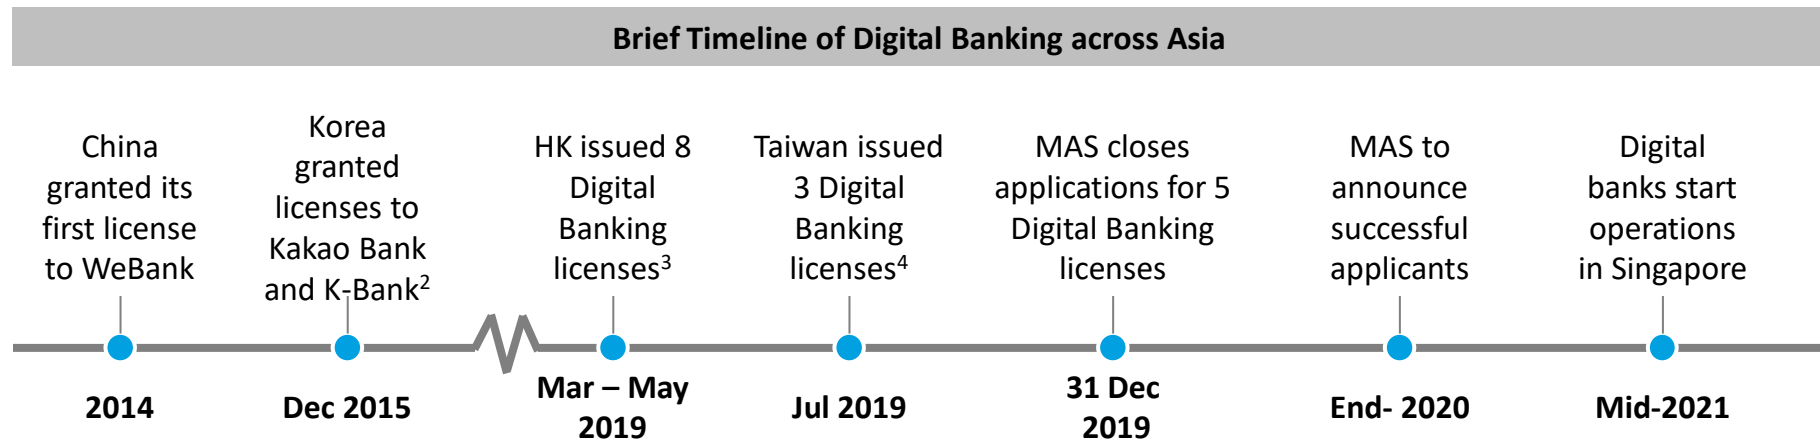 Brief Timeline of Digital Banking across Asia
China
granted its
first license
to WeBank
Korea
granted
licenses to
Kakao Bank
and K-Bank²
HK issued 8
Digital
Banking
licenses³
Taiwan issued
3 Digital
Banking
licenses⁴
MAS closes
applications for 5
Digital Banking
licenses
MAS to
announce
successful
applicants
Digital
banks start
operations
in Singapore
2014
Dec 2015
Mar – May
2019
Jul 2019
31 Dec
2019
End- 2020
Mid-2021